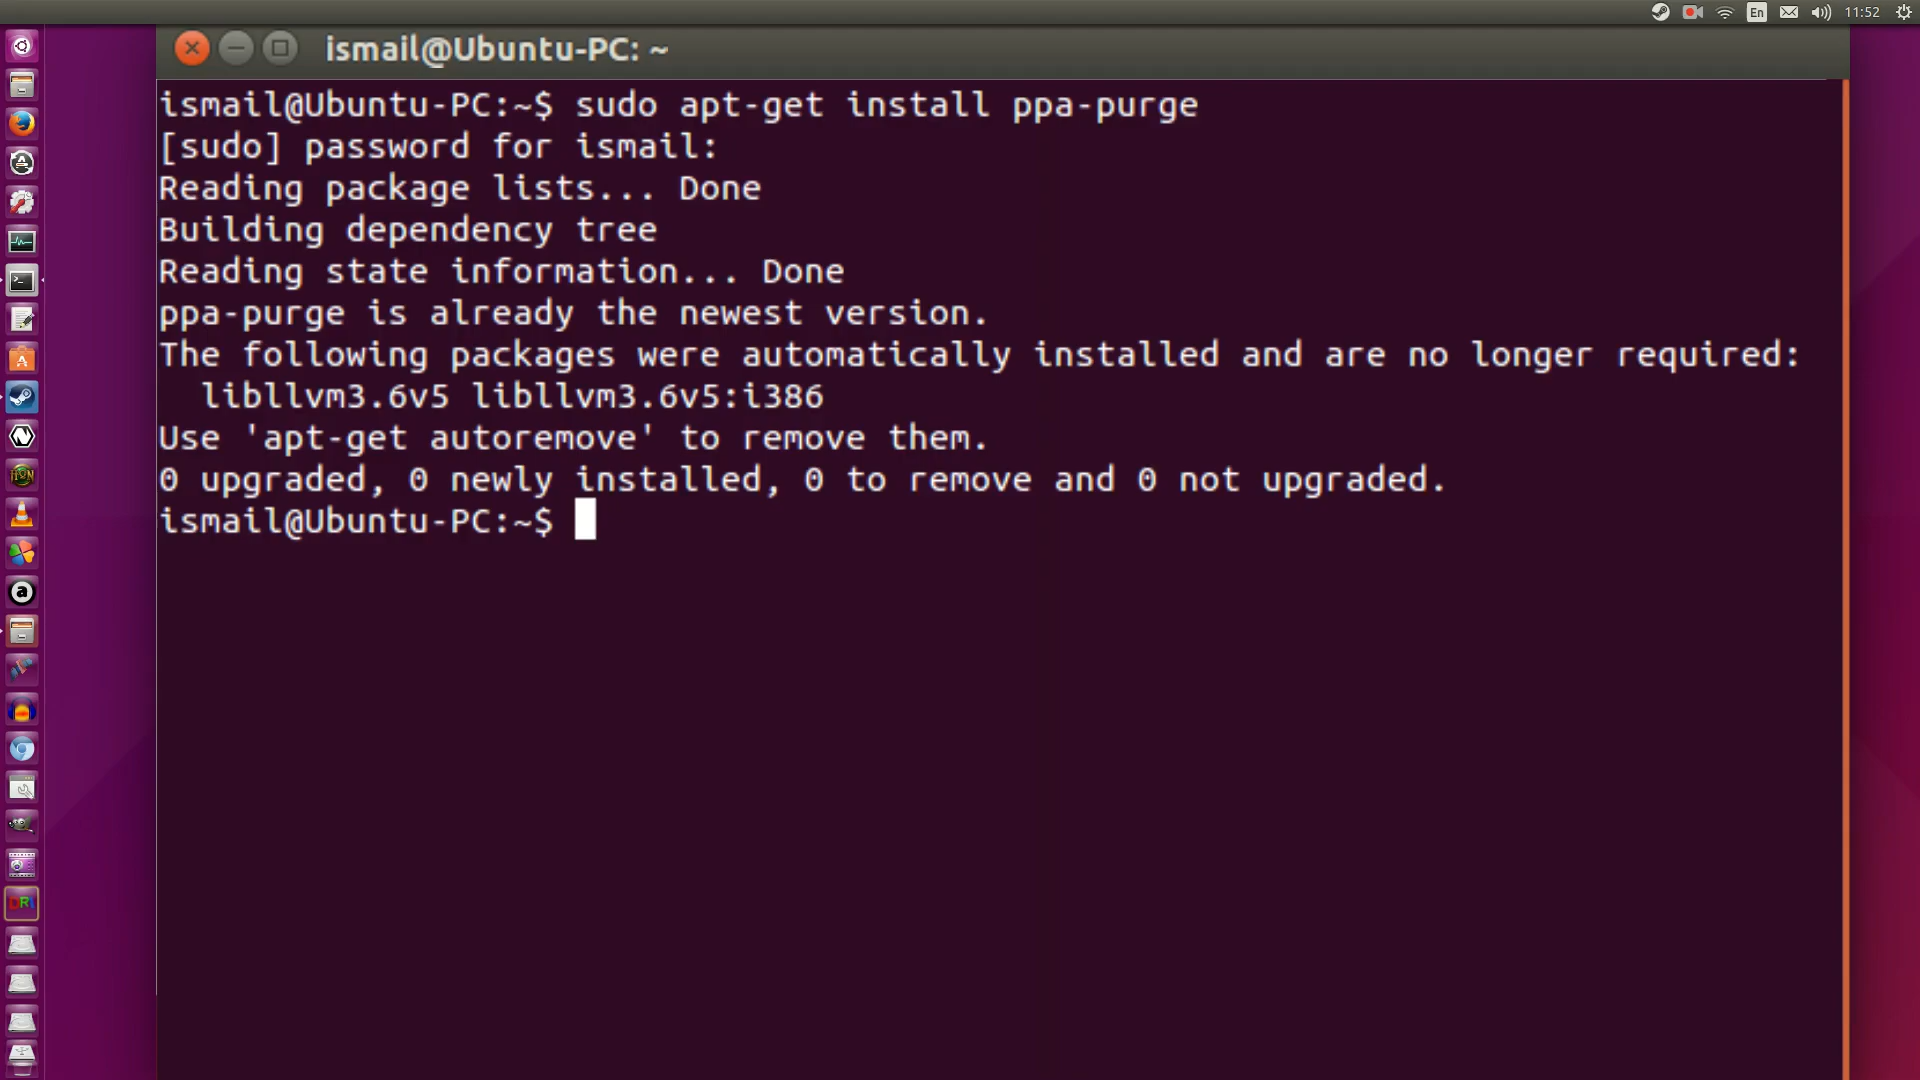 En 11:52
ismail@Ubuntu-PC: ~
ismail@Ubuntu-PC:~$ sudo apt-get install ppa-purge
[sudo] password for ismail:
Reading package lists... Done
Building dependency tree
Reading state information... Done
ppa-purge is already the newest version.
The following packages were automatically installed and are no longer required:
  libllvm3.6v5 libllvm3.6v5:i386
Use 'apt-get autoremove' to remove them.
0 upgraded, 0 newly installed, 0 to remove and 0 not upgraded.
ismail@Ubuntu-PC:~$